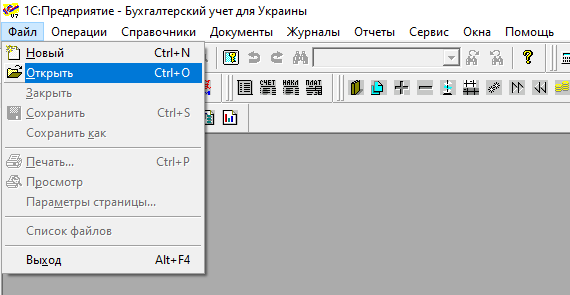 1С:Предприятие - Бухгалтерский учет для Украины
Файл Операции Справочники Документы Журналы Отчеты Сервис Окна Помощь
Новый Ctrl+N
Открыть Ctrl+O
Закрыть
Сохранить Ctrl+S
Сохранить как
Печать... Ctrl+P
Просмотр
Параметры страницы...
Список файлов
Выход Alt+F4
СЧЕТ НАКЛ ПЛАТ